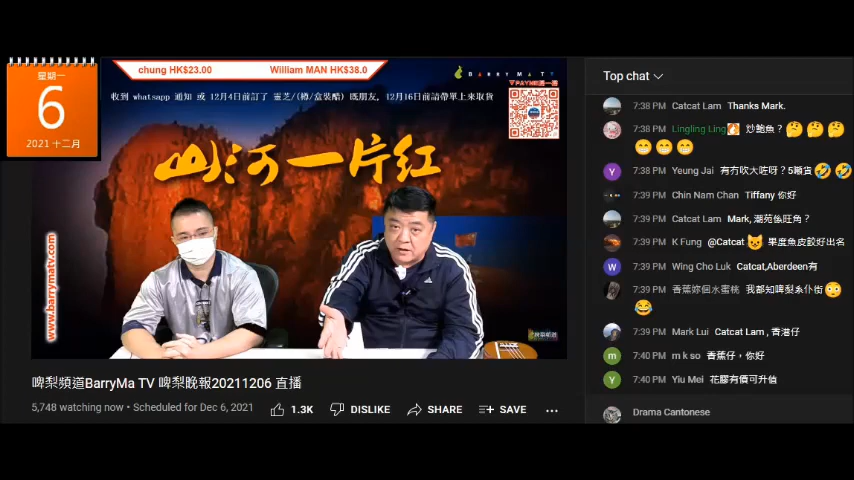 星期一
6
2021 十二月
chung HK$23.00
William MAN HK$38.0
BARRYMA TV
收到 whatsapp 通知 或 12月4日前訂了 靈芝/(樽/盒裝醋) 既朋友, 12月16日前請帶單上來取貨
山河一片红
www.barrymatv.com
啤梨頻道BarryMa TV 啤梨晚報20211206 直播
5,748 watching now • Scheduled for Dec 6, 2021
1.3K
DISLIKE
SHARE
SAVE
Top chat
7:38 PM Catcat Lam Thanks Mark.
7:38 PM Lingling Ling 炒鮑魚？🤔🤔🤔
😁😁😁
Y
7:38 PM Yeung Jai 有冇吹大咗呀？5噸貨🤣🤣
7:39 PM Chin Nam Chan Tiffany 你好
7:39 PM Catcat Lam Mark, 潮苑係旺角？
7:39 PM K Fung @Catcat 😺 果度魚皮餃好出名
W
7:39 PM Wing Cho Luk Catcat,Aberdeen有
7:39 PM 香蕉妳個水蜜桃 我都知啤梨系仆街😳
😂
7:39 PM Mark Lui Catcat Lam , 香港仔
m
7:40 PM m k so 香蕉仔，你好
Y
7:40 PM Yiu Mei 花膠有價可升值
Drama Cantonese